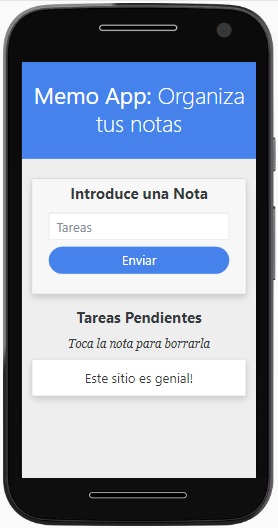 Memo App: Organiza
tus notas
Introduce una Nota
Tareas
Enviar
Tareas Pendientes
Toca la nota para borrarla
Este sitio es genial!